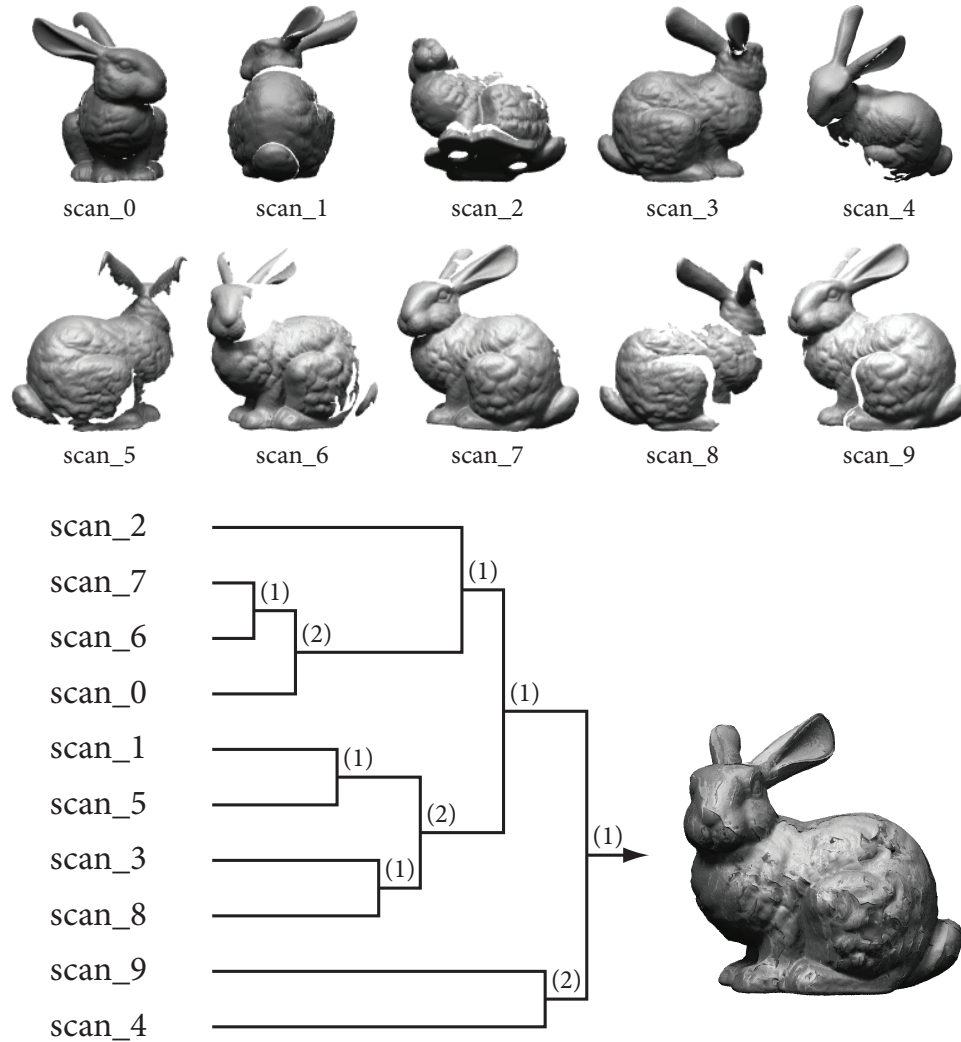 scan_0 scan_1 scan_2 scan_3 scan_4
scan_5 scan_6 scan_7 scan_8 scan_9
scan_2
(1)
scan_7
(1)
scan_6
(2)
scan_0
(1)
scan_1
(1)
scan_5
(2)
(1)
scan_3
(1)
scan_8
scan_9
(2)
scan_4